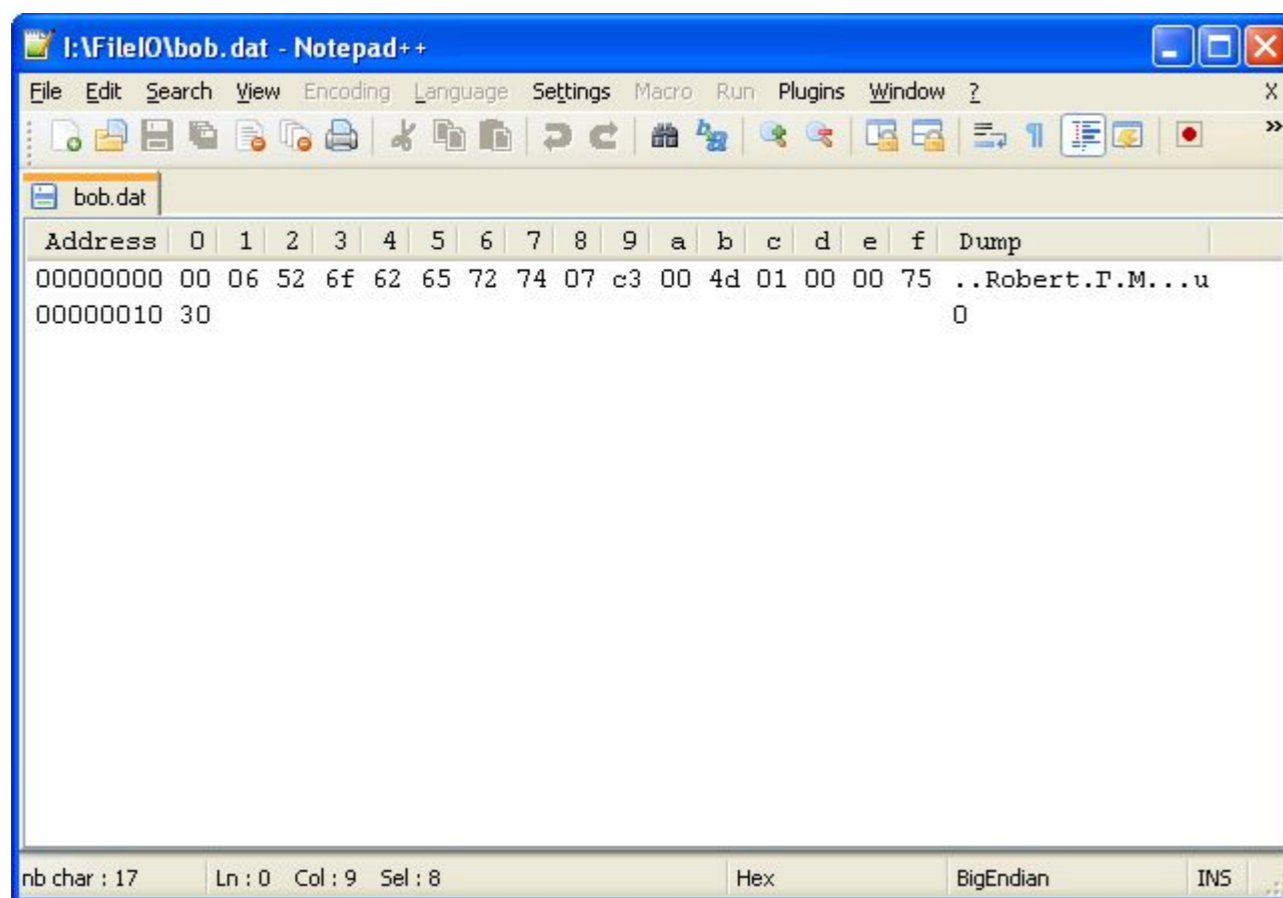 I:\FileIO\bob.dat - Notepad++
File Edit Search View Encoding Language Settings Macro Run Plugins Window ? X
bob.dat
Address 0 1 2 3 4 5 6 7 8 9 a b c d e f Dump
00000000 00 06 52 6f 62 65 72 74 07 c3 00 4d 01 00 00 75 ..Robert.Г.M...u
00000010 30 0
nb char : 17 Ln : 0 Col : 9 Sel : 8 Hex BigEndian INS